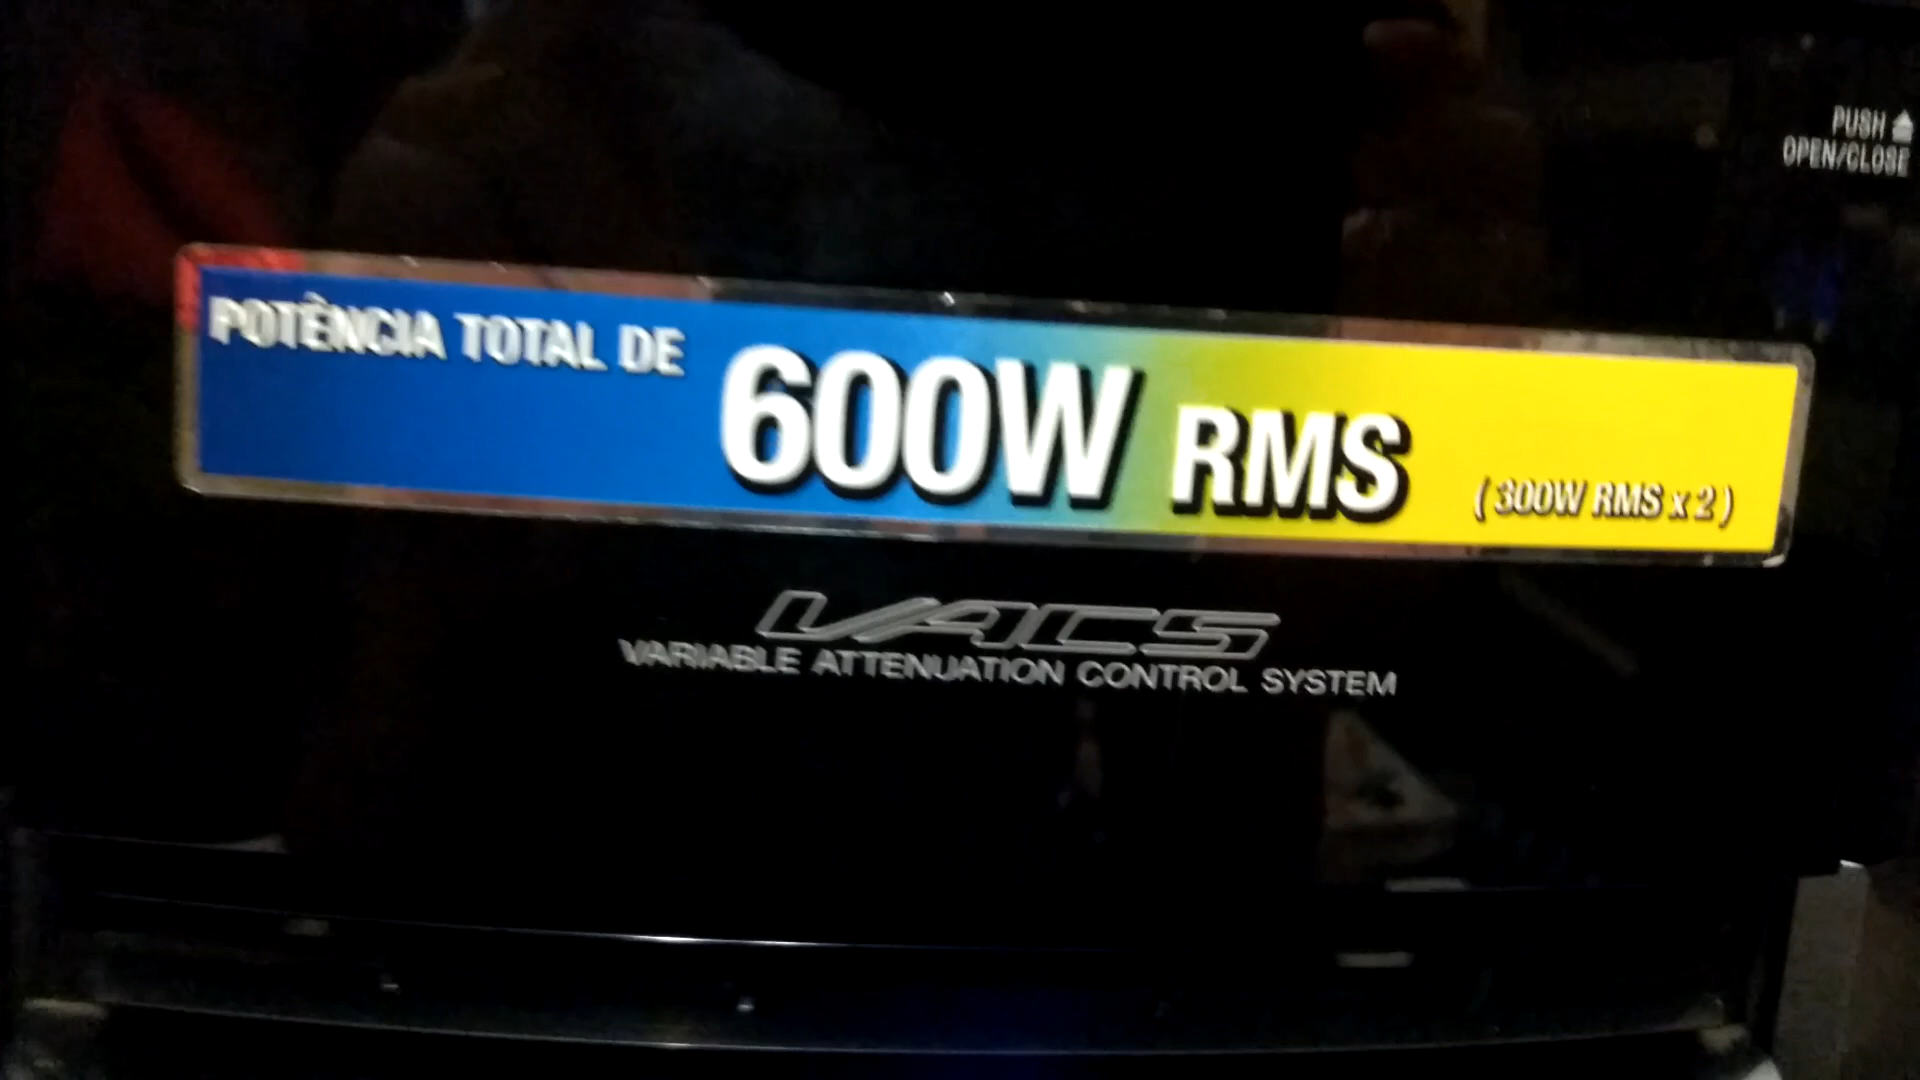 PUSH
OPEN/CLOSE
POTÊNCIA TOTAL DE
600W RMS (300W RMS x 2)
VACS
VARIABLE ATTENUATION CONTROL SYSTEM